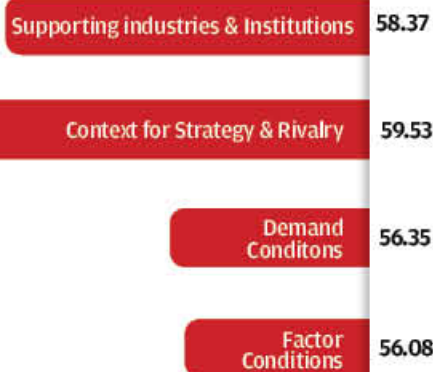 Supporting industries & Institutions 58.37
Context for Strategy & Rivalry 59.53
Demand
Conditons 56.35
Factor
Conditions 56.08